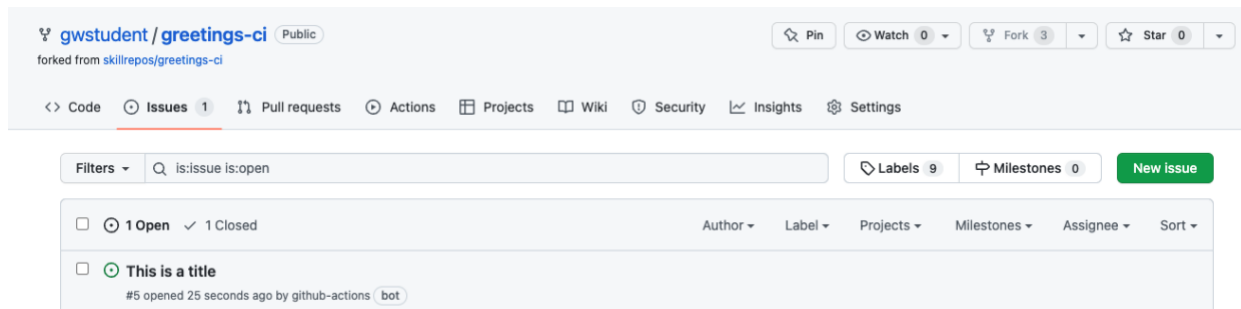 gwstudent / greetings-ci Public Pin Watch 0 Fork 3 Star 0
forked from skillrepos/greetings-ci
<> Code Issues 1 Pull requests Actions Projects Wiki Security Insights Settings
Filters is:issue is:open Labels 9 Milestones 0 New issue
1 Open 1 Closed Author Label Projects Milestones Assignee Sort
This is a title
#5 opened 25 seconds ago by github-actions bot